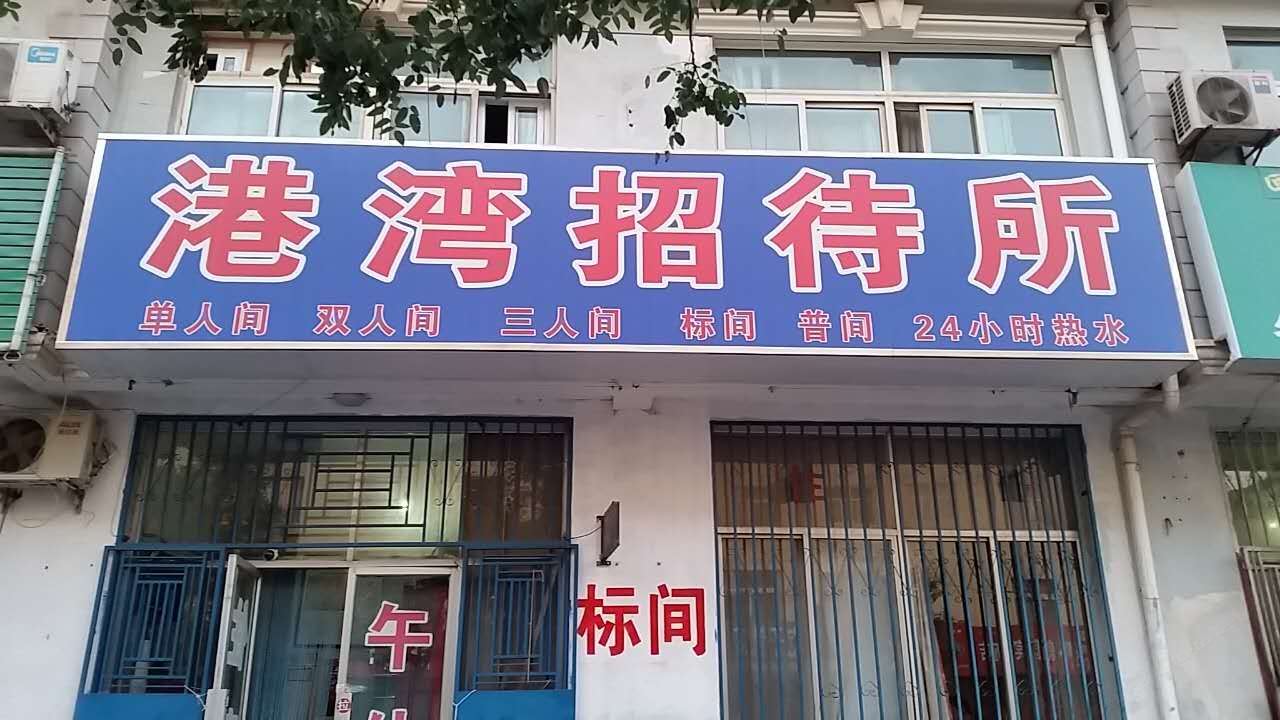 港湾招待所
单人间 双人间 三人间 标间 普间 24小时热水
标间
午